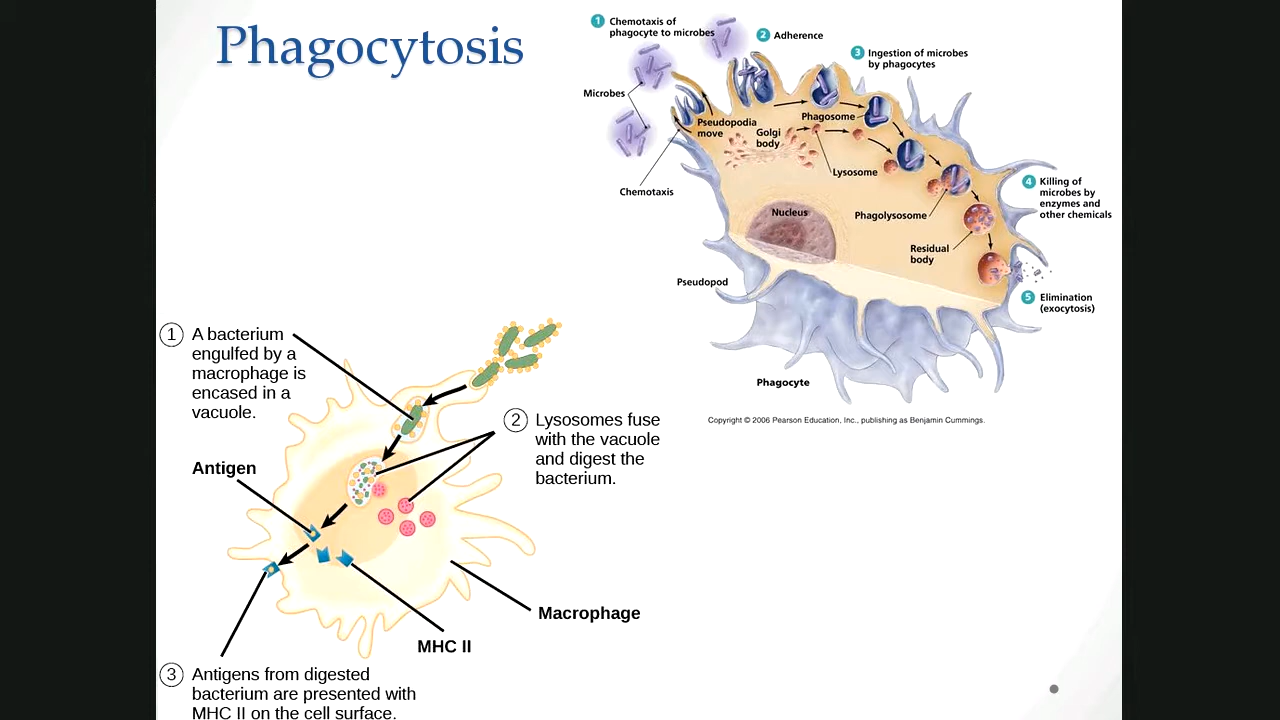 Phagocytosis
1 Chemotaxis of
phagocyte to microbes
2 Adherence
3 Ingestion of microbes
by phagocytes
Microbes
Pseudopodia
move
Phagosome
Golgi
body
Lysosome
Chemotaxis
4 Killing of
microbes by
enzymes and
other chemicals
Nucleus
Phagolysosome
Residual
body
Pseudopod
5 Elimination
(exocytosis)
Phagocyte
Copyright © 2006 Pearson Education, Inc., publishing as Benjamin Cummings.
1 A bacterium
engulfed by a
macrophage is
encased in a
vacuole.
2 Lysosomes fuse
with the vacuole
and digest the
bacterium.
Antigen
Macrophage
MHC II
3 Antigens from digested
bacterium are presented with
MHC II on the cell surface.